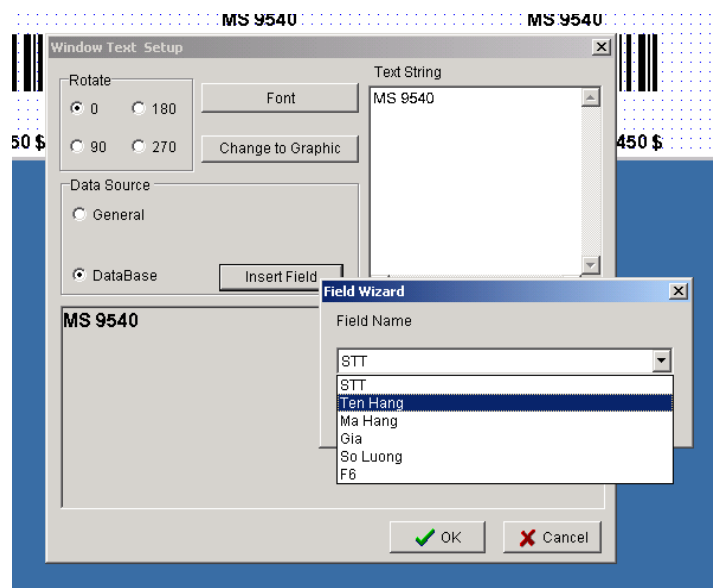 MS 9540
MS 9540
Window Text Setup
Rotate
0
180
90
270
Font
Change to Graphic
Text String
MS 9540
50 $
450 $
Data Source
General
DataBase
Insert Field
MS 9540
Field Wizard
Field Name
STT
STT
Ten Hang
Ma Hang
Gia
So Luong
F6
OK
Cancel